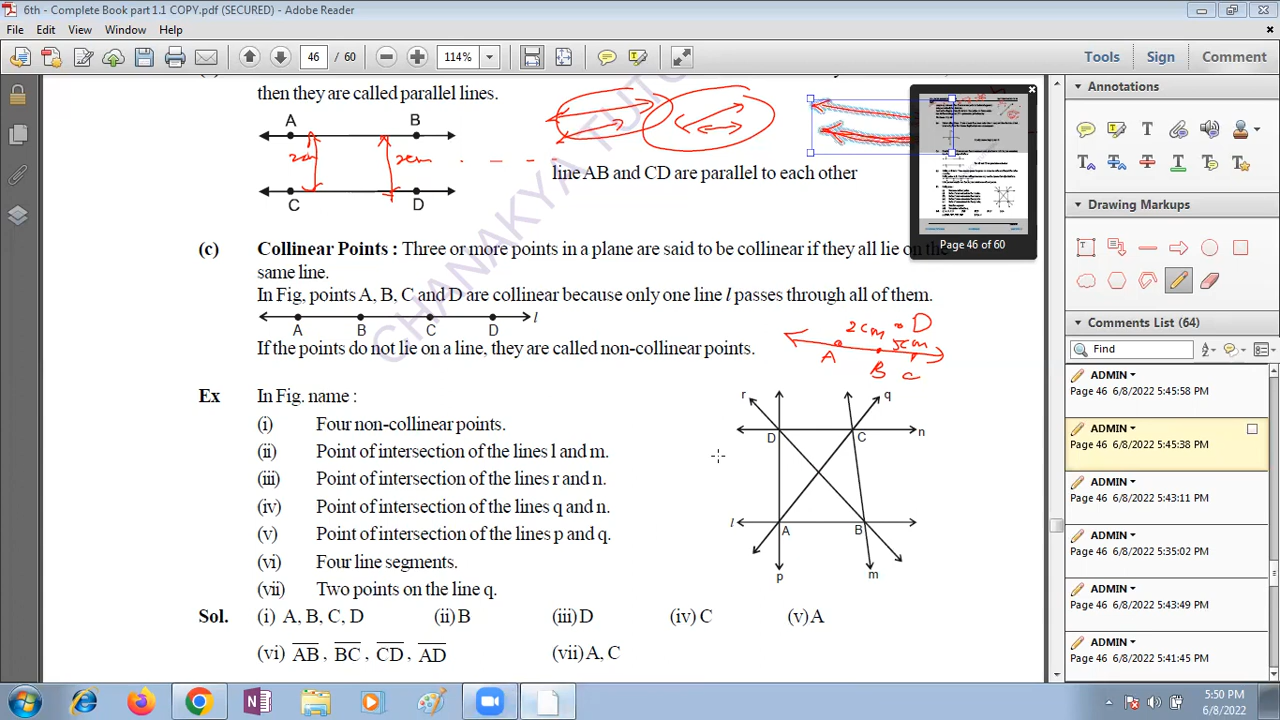 6th - Complete Book part 1.1 COPY.pdf (SECURED) - Adobe Reader
File Edit View Window Help
46 / 60 114% Tools Sign Comment
then they are called parallel lines.
A B
2cm 2cm
C D
line AB and CD are parallel to each other
CHANAKYA TUTO
(c) Collinear Points : Three or more points in a plane are said to be collinear if they all lie on the
same line.
In Fig, points A, B, C and D are collinear because only one line l passes through all of them.
A B C D l
If the points do not lie on a line, they are called non-collinear points.
2cm D
5cm
A B C
Ex In Fig. name :
(i) Four non-collinear points.
(ii) Point of intersection of the lines l and m.
(iii) Point of intersection of the lines r and n.
(iv) Point of intersection of the lines q and n.
(v) Point of intersection of the lines p and q.
(vi) Four line segments.
(vii) Two points on the line q.
r q
D C n
l A B
p m
Sol. (i) A, B, C, D (ii) B (iii) D (iv) C (v) A
(vi) AB, BC, CD, AD (vii) A, C
Page 46 of 60
Annotations
Drawing Markups
Comments List (64)
Find
ADMIN
Page 46 6/8/2022 5:45:58 PM
ADMIN
Page 46 6/8/2022 5:45:38 PM
ADMIN
Page 46 6/8/2022 5:43:11 PM
ADMIN
Page 46 6/8/2022 5:35:02 PM
ADMIN
Page 46 6/8/2022 5:43:49 PM
ADMIN
Page 46 6/8/2022 5:41:45 PM
5:50 PM
6/8/2022